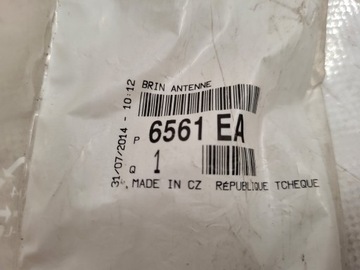 BRIN ANTENNE
31/07/2014 - 10:12
P 6561 EA
Q 1
MADE IN CZ RÉPUBLIQUE TCHEQUE